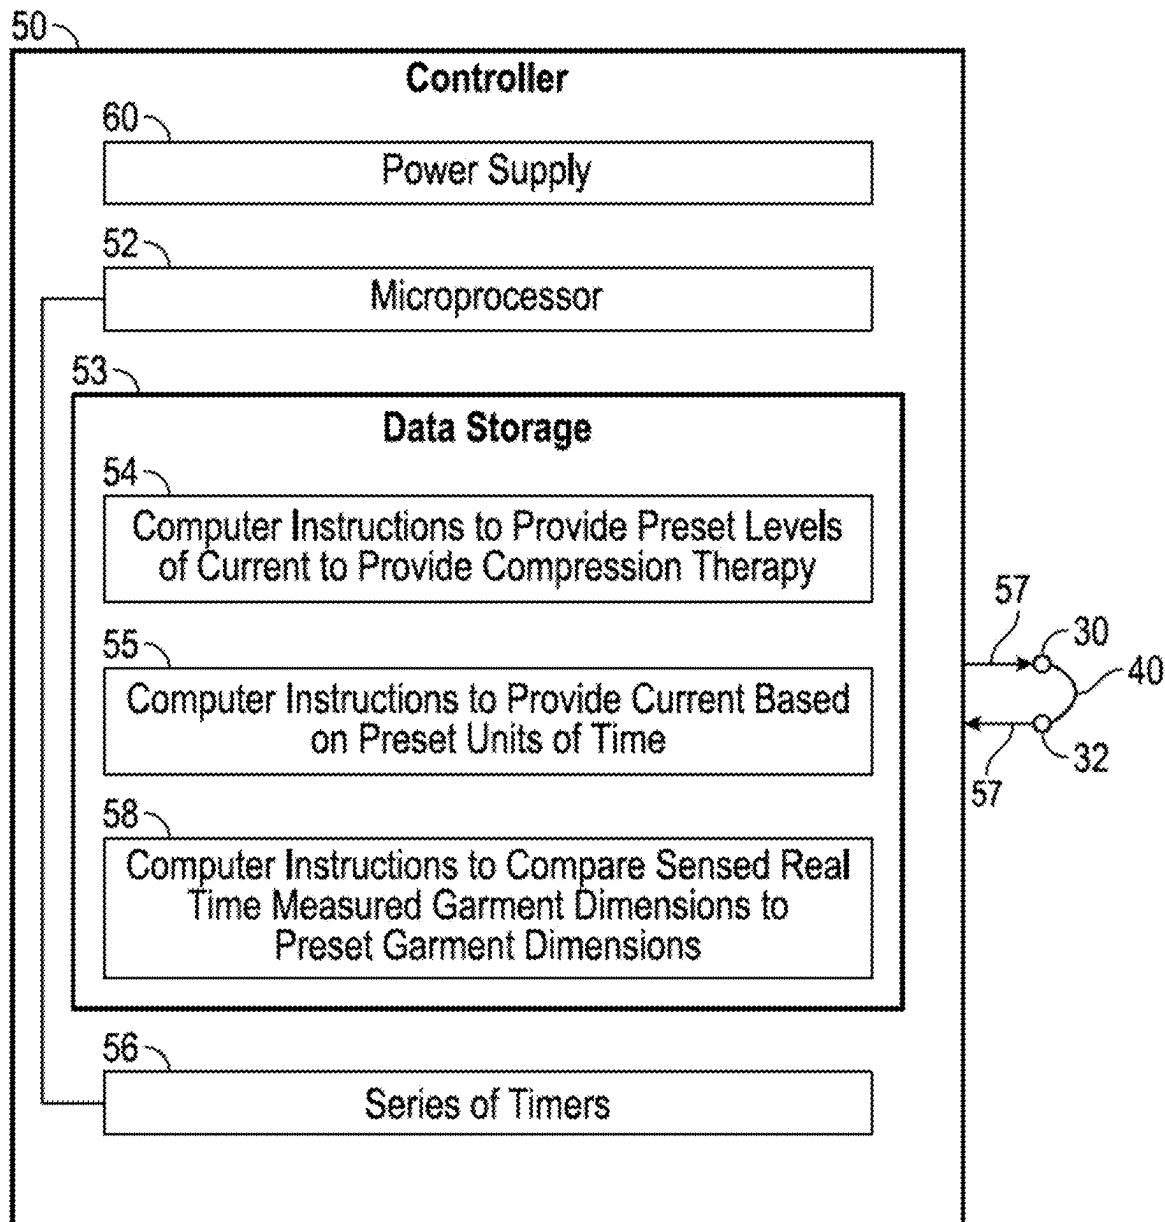 50
Controller
60
Power Supply
52
Microprocessor
53
Data Storage
54
Computer Instructions to Provide Preset Levels
of Current to Provide Compression Therapy
57
30
55
40
Computer Instructions to Provide Current Based
on Preset Units of Time
32
57
58
Computer Instructions to Compare Sensed Real
Time Measured Garment Dimensions to
Preset Garment Dimensions
56
Series of Timers